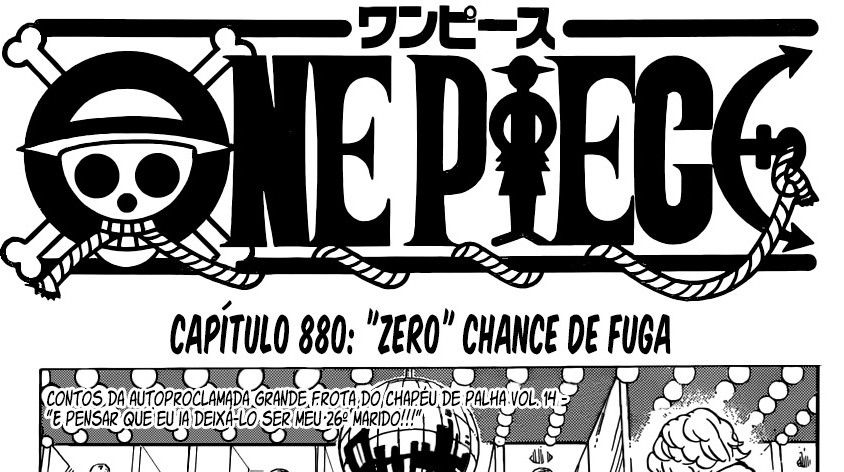 ワンピース
ONE PIECE
CAPÍTULO 880: "ZERO" CHANCE DE FUGA
CONTOS DA AUTOPROCLAMADA GRANDE FROTA DO CHAPÉU DE PALHA VOL. 14 -
"E PENSAR QUE EU IA DEIXÁ-LO SER MEU 26º MARIDO!!!"